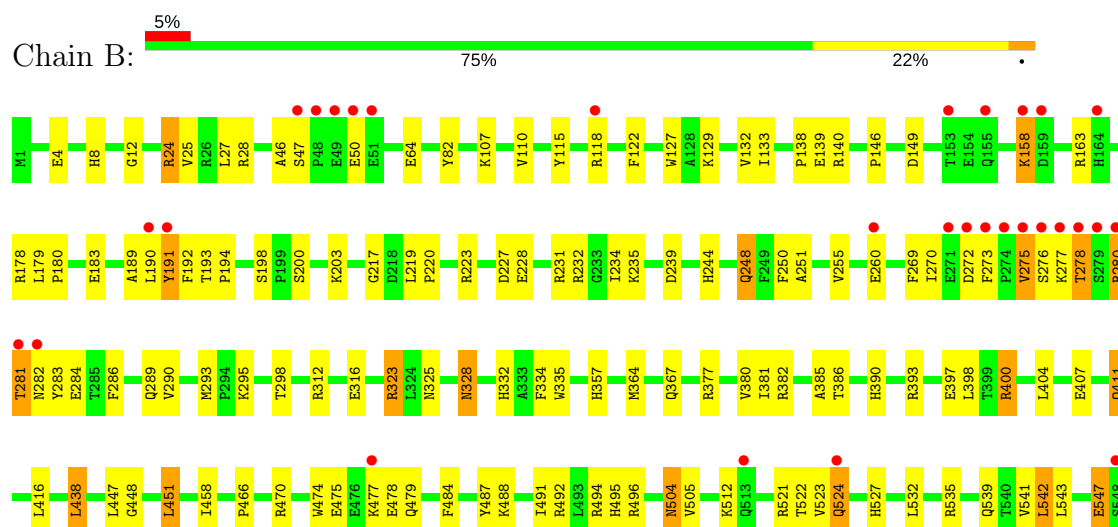 5%
Chain B:
75% 22% •
M1 E4 H8 G12 R24 V25 R26 L27 R28 A46 S47 P48 E49 E50 E51 E64 Y82 K107 V110 Y115 R118 F122 W127 A128 K129 V132 I133 P138 E139 R140 P146 D149 T153 E154 Q155 K158 D159 R163 H164
R178 L179 P180 E183 A189 L190 Y191 F192 T193 P194 S198 P199 S200 K203 G217 D218 L219 P220 R223 D227 E228 R231 R232 G233 I234 K235 D239 H244 Q248 F249 F250 A251 V255 E260 F269 I270 E271 D272 F273 P274 V275 S276 K277 T278 S279
T281 N282 Y283 E284 T285 F286 Q289 V290 M293 P294 K295 T298 R312 E316 R323 L324 N325 N328 H332 A333 F334 W335 H357 M364 Q367 R377 V380 I381 R382 A385 T386 H390 R393 E397 L398 T399 R400 L404 E407
L416 L438 L447 G448 L451 I458 P466 R470 W474 E475 E476 K477 E478 Q479 F484 Y487 K488 I491 R492 L493 R494 H495 R496 N504 V505 K512 Q513 R521 T522 V523 Q524 H527 L532 R535 Q539 T540 V541 L542 L543 E547